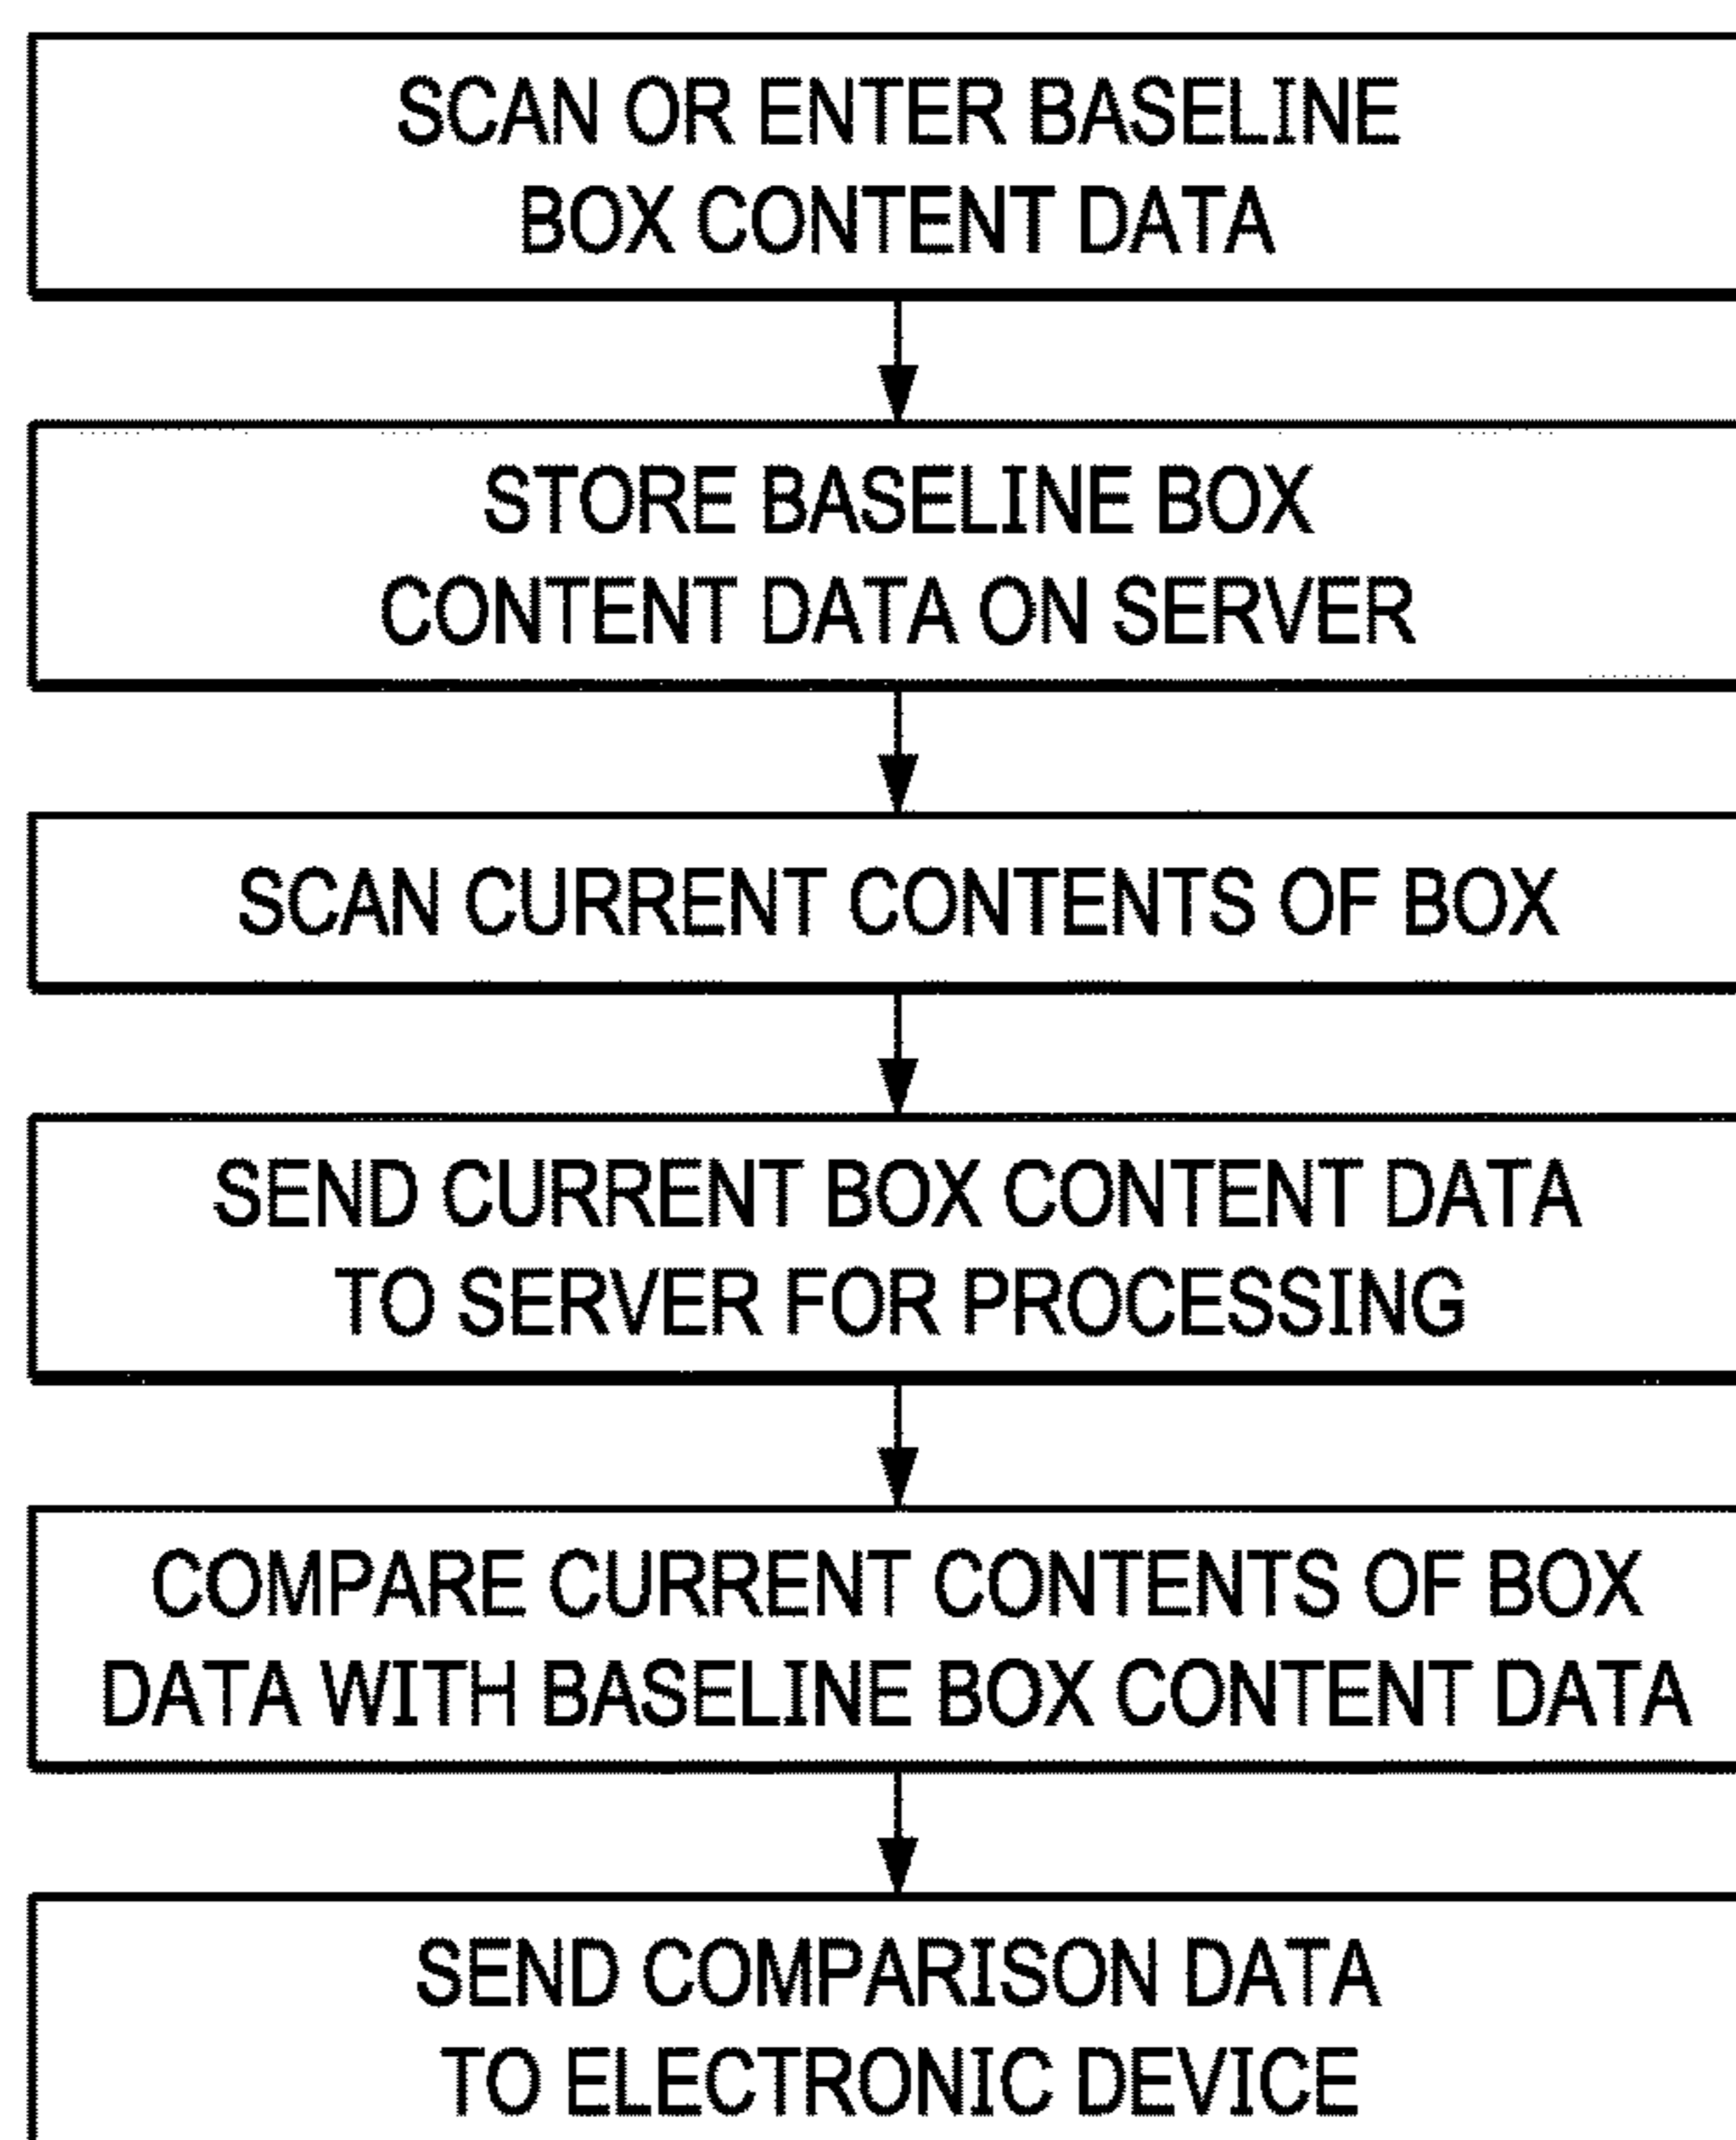 SCAN OR ENTER BASELINE
BOX CONTENT DATA
STORE BASELINE BOX
CONTENT DATA ON SERVER
SCAN CURRENT CONTENTS OF BOX
SEND CURRENT BOX CONTENT DATA
TO SERVER FOR PROCESSING
COMPARE CURRENT CONTENTS OF BOX
DATA WITH BASELINE BOX CONTENT DATA
SEND COMPARISON DATA
TO ELECTRONIC DEVICE